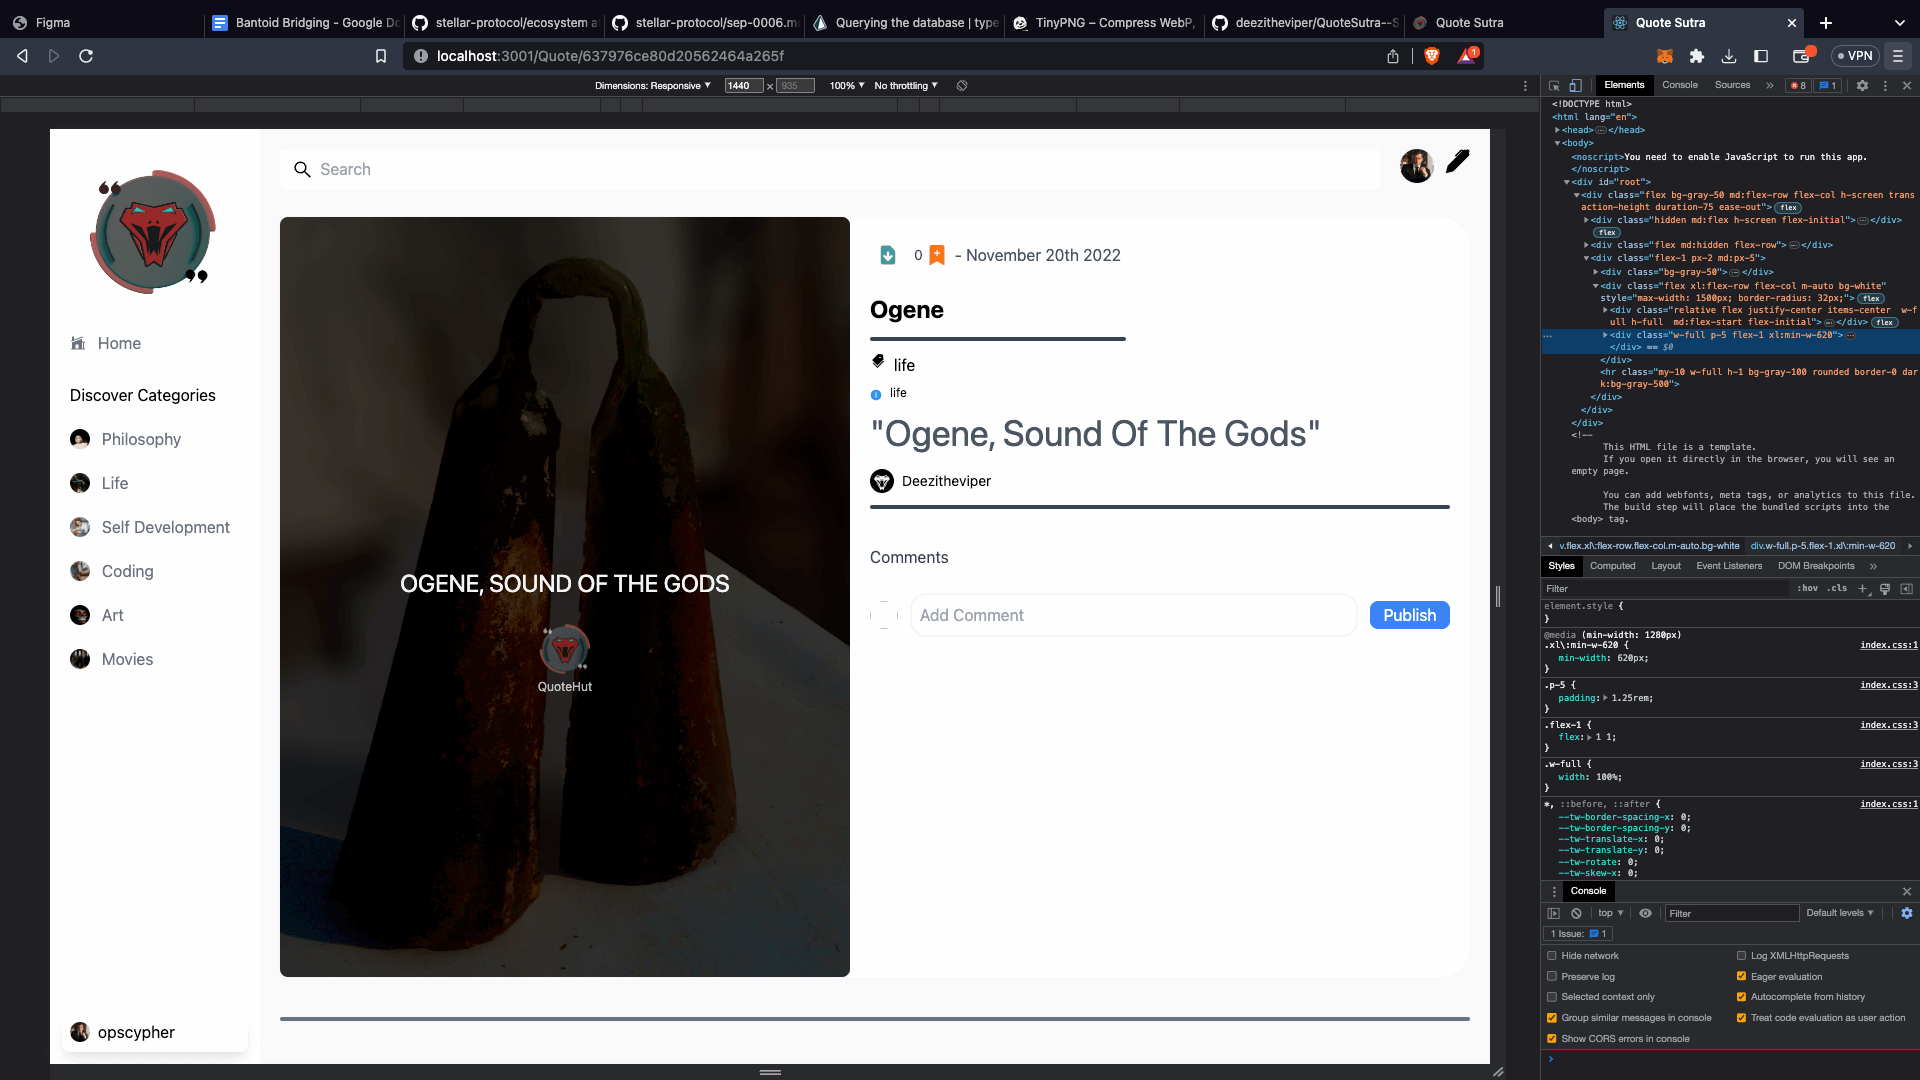 Figma
Bantoid Bridging - Google Do
stellar-protocol/ecosystem a
stellar-protocol/sep-0006.m
Querying the database | type
TinyPNG – Compress WebP,
deezitheviper/QuoteSutra--S
Quote Sutra
Quote Sutra
localhost:3001/Quote/637976ce80d20562464a265f
1
VPN
Dimensions: Responsive
1440 × 935
100%
No throttling
Elements
Console
Sources
8
1
Search
Home
Discover Categories
Philosophy
Life
Self Development
Coding
Art
Movies
opscypher
OGENE, SOUND OF THE GODS
QuoteHut
0
- November 20th 2022
Ogene
life
life
"Ogene, Sound Of The Gods"
Deezitheviper
Comments
Add Comment
Publish
<!DOCTYPE html>
<html lang="en">
<head>…</head>
<body>
<noscript>You need to enable JavaScript to run this app.
</noscript>
<div id="root">
<div class="flex bg-gray-50 md:flex-row flex-col h-screen trans
action-height duration-75 ease-out"> flex
<div class="hidden md:flex h-screen flex-initial">…</div>
flex
<div class="flex md:hidden flex-row">…</div>
<div class="flex-1 px-2 md:px-5">
<div class="bg-gray-50">…</div>
<div class="flex xl:flex-row flex-col m-auto bg-white"
style="max-width: 1500px; border-radius: 32px;"> flex
<div class="relative flex justify-center items-center  w-f
ull h-full  md:flex-start flex-initial">…</div> flex
<div class="w-full p-5 flex-1 xl:min-w-620">…
</div> == $0
</div>
<hr class="my-10 w-full h-1 bg-gray-100 rounded border-0 dar
k:bg-gray-500">
</div>
</div>
</div>
<!--
This HTML file is a template.
If you open it directly in the browser, you will see an
empty page.
You can add webfonts, meta tags, or analytics to this file.
The build step will place the bundled scripts into the
<body> tag.
v.flex.xl\:flex-row.flex-col.m-auto.bg-white
div.w-full.p-5.flex-1.xl\:min-w-620
Styles
Computed
Layout
Event Listeners
DOM Breakpoints
Filter
:hov
.cls
element.style {
}
@media (min-width: 1280px)
.xl\:min-w-620 {
index.css:1
min-width: 620px;
}
.p-5 {
index.css:3
padding: 1.25rem;
}
.flex-1 {
index.css:3
flex: 1 1;
}
.w-full {
index.css:3
width: 100%;
}
*, ::before, ::after {
index.css:1
--tw-border-spacing-x: 0;
--tw-border-spacing-y: 0;
--tw-translate-x: 0;
--tw-translate-y: 0;
--tw-rotate: 0;
--tw-skew-x: 0;
Console
top
Filter
Default levels
1 Issue: 1
Hide network
Log XMLHttpRequests
Preserve log
Eager evaluation
Selected context only
Autocomplete from history
Group similar messages in console
Treat code evaluation as user action
Show CORS errors in console